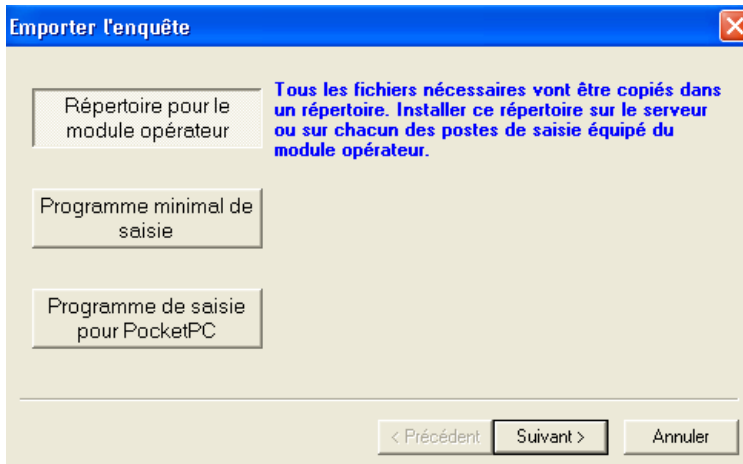 Emporter l'enquête
Répertoire pour le
module opérateur
Tous les fichiers nécessaires vont être copiés dans
un répertoire. Installer ce répertoire sur le serveur
ou sur chacun des postes de saisie équipé du
module opérateur.
Programme minimal de
saisie
Programme de saisie
pour PocketPC
< Précédent
Suivant >
Annuler